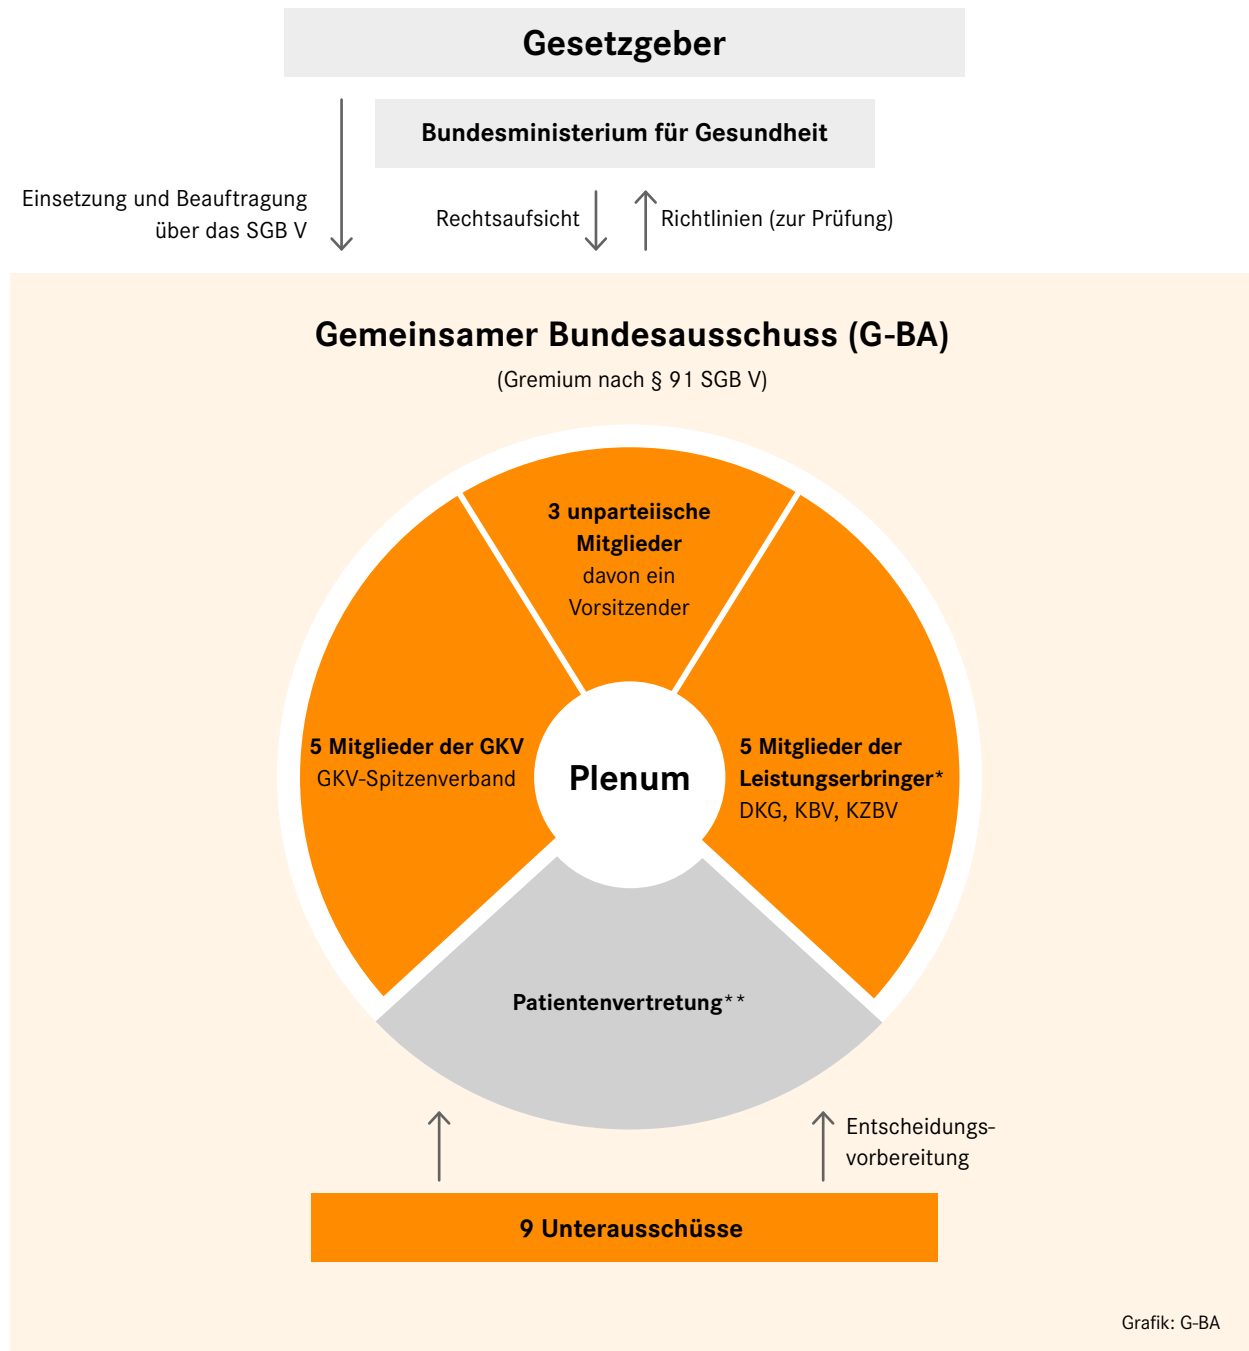 Gesetzgeber
Bundesministerium für Gesundheit
Einsetzung und Beauftragung
über das SGB V
Rechtsaufsicht
Richtlinien (zur Prüfung)
Gemeinsamer Bundesausschuss (G-BA)
(Gremium nach § 91 SGB V)
3 unparteiische
Mitglieder
davon ein
Vorsitzender
5 Mitglieder der GKV
GKV-Spitzenverband
Plenum
5 Mitglieder der
Leistungserbringer*
DKG, KBV, KZBV
Patientenvertretung**
Entscheidungs-
vorbereitung
9 Unterausschüsse
Grafik: G-BA